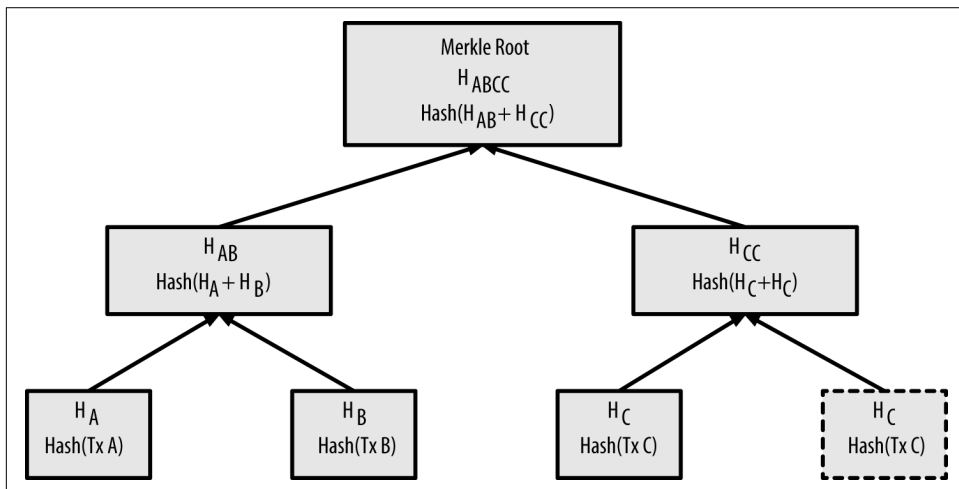 Merkle Root
H ABCC
Hash(H AB + H CC)
H AB
Hash(H A + H B)
H CC
Hash(H C+H C)
H A
Hash(Tx A)
H B
Hash(Tx B)
H C
Hash(Tx C)
H C
Hash(Tx C)